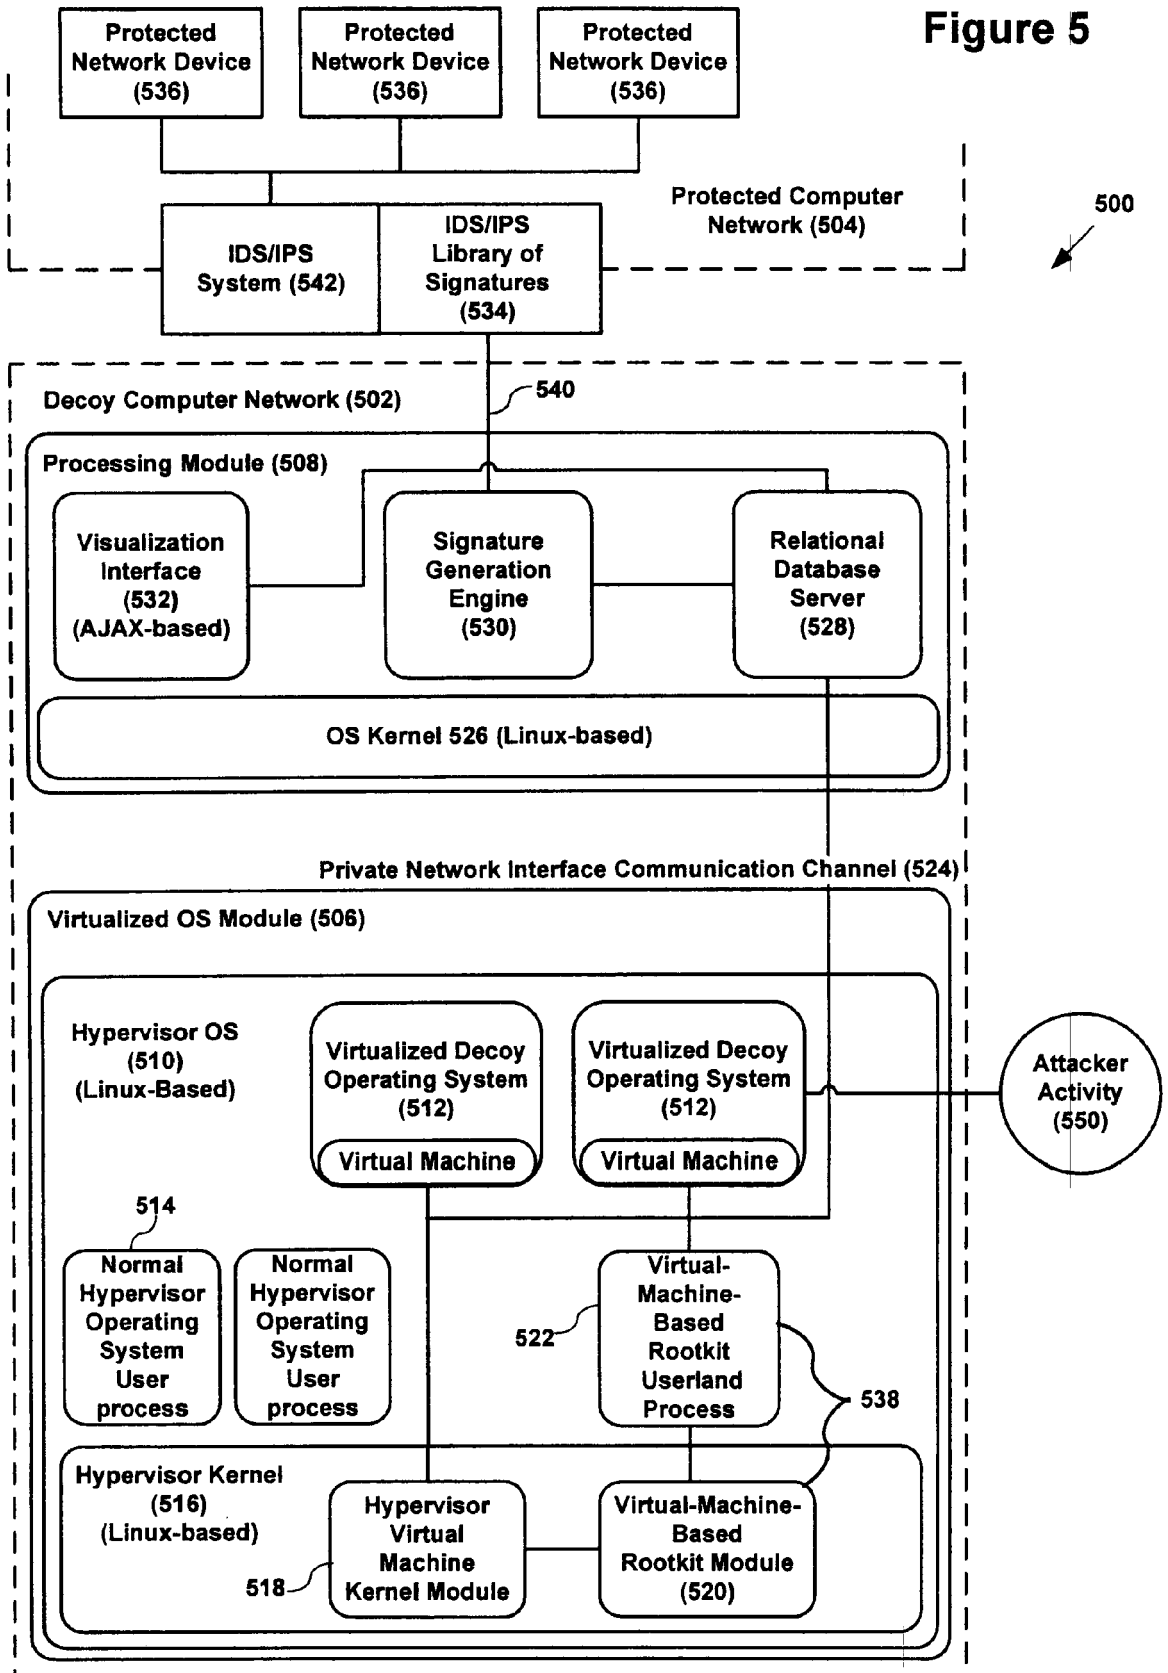 Figure 5
Protected
Network Device
(536)
Protected
Network Device
(536)
Protected
Network Device
(536)
Protected Computer
Network (504)
500
IDS/IPS
System (542)
IDS/IPS
Library of
Signatures
(534)
540
Decoy Computer Network (502)
Processing Module (508)
Visualization
Interface
(532)
(AJAX-based)
Signature
Generation
Engine
(530)
Relational
Database
Server
(528)
OS Kernel 526 (Linux-based)
Private Network Interface Communication Channel (524)
Virtualized OS Module (506)
Hypervisor OS
(510)
(Linux-Based)
Virtualized Decoy
Operating System
(512)
Virtual Machine
Virtualized Decoy
Operating System
(512)
Virtual Machine
Attacker
Activity
(550)
514
Normal
Hypervisor
Operating
System
User
process
Normal
Hypervisor
Operating
System
User
process
522
Virtual-
Machine-
Based
Rootkit
Userland
Process
538
Hypervisor Kernel
(516)
(Linux-based)
518
Hypervisor
Virtual
Machine
Kernel Module
Virtual-Machine-
Based
Rootkit Module
(520)